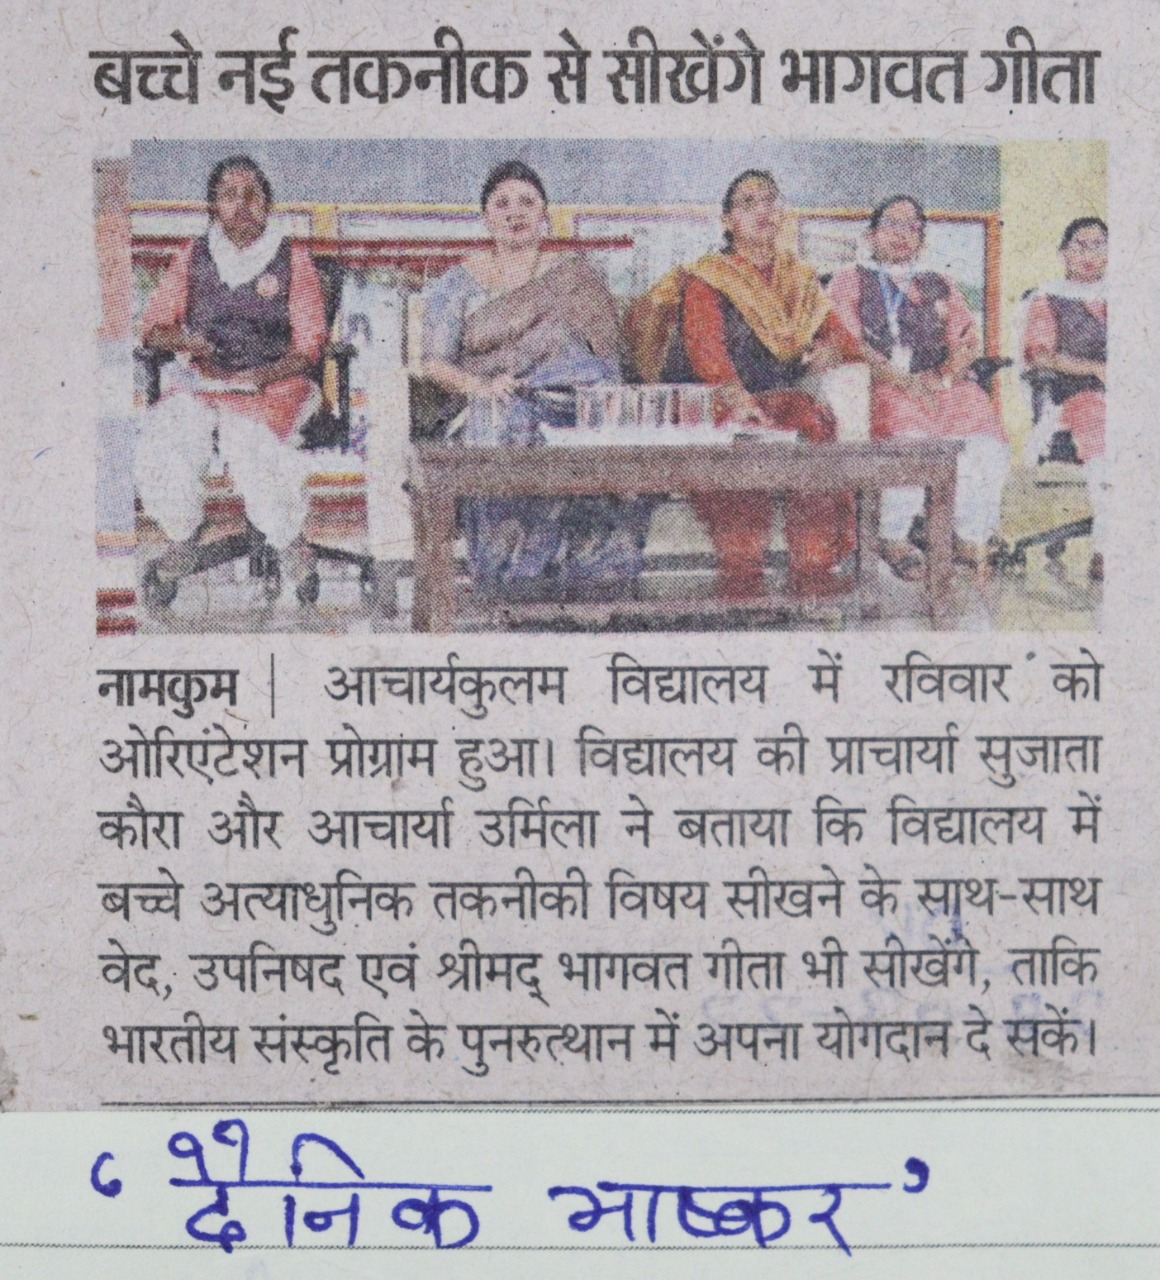 बच्चे नई तकनीक से सीखेंगे भागवत गीता
नामकुम | आचार्यकुलम विद्यालय में रविवार को
ओरिएंटेशन प्रोग्राम हुआ। विद्यालय की प्राचार्या सुजाता
कौरा और आचार्या उर्मिला ने बताया कि विद्यालय में
बच्चे अत्याधुनिक तकनीकी विषय सीखने के साथ-साथ
वेद, उपनिषद एवं श्रीमद् भागवत गीता भी सीखेंगे, ताकि
भारतीय संस्कृति के पुनरुत्थान में अपना योगदान दे सकें।
‘दैनिक भाष्कर’